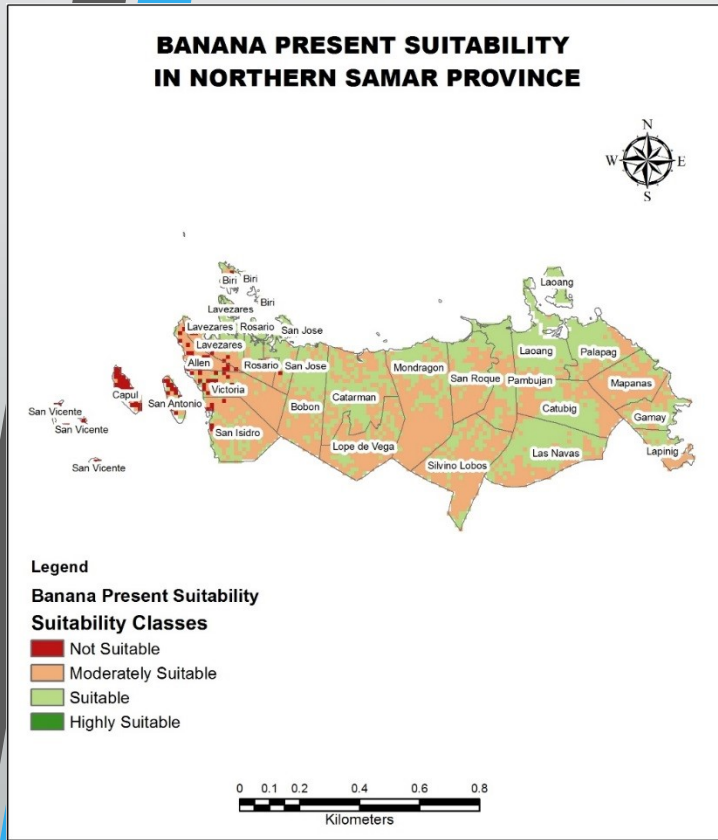 BANANA PRESENT SUITABILITY
IN NORTHERN SAMAR PROVINCE
N
W E
S
Biri
Biri
Biri
Laoang
Lavezares
Lavezares
Rosario
San Jose
Lavezares
Allen
Rosario
San Jose
Mondragon
San Roque
Laoang
Palapag
Pambujan
Mapanas
Capul
Victoria
San Antonio
Bobon
Catarman
Catubig
Gamay
San Vicente
San Vicente
San Isidro
Lope de Vega
Silvino Lobos
Las Navas
Lapinig
San Vicente
Legend
Banana Present Suitability
Suitability Classes
Not Suitable
Moderately Suitable
Suitable
Highly Suitable
0 0.1 0.2 0.4 0.6 0.8
Kilometers